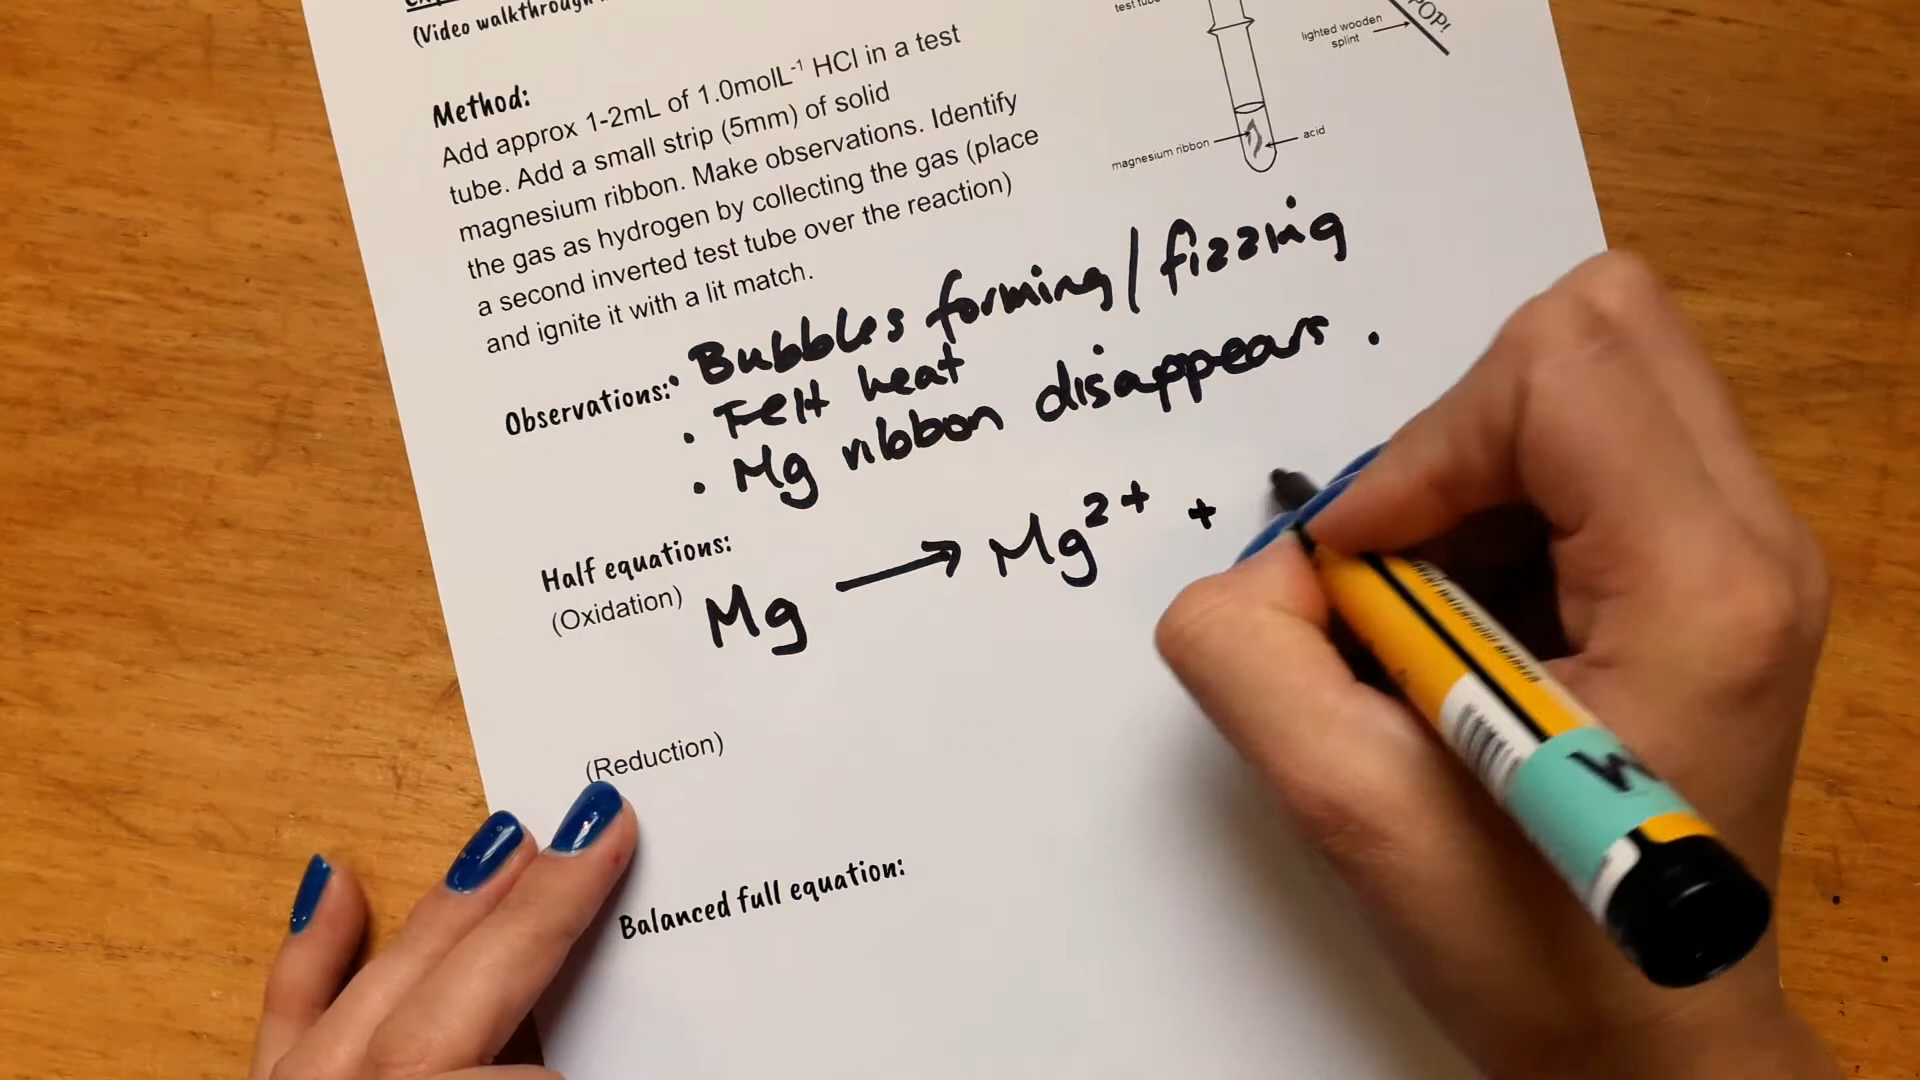 (Video walkthrough
test tube
lighted wooden
splint
POP!
Method:
Add approx 1-2mL of 1.0molL-1 HCl in a test
tube. Add a small strip (5mm) of solid
magnesium ribbon. Make observations. Identify
the gas as hydrogen by collecting the gas (place
a second inverted test tube over the reaction)
and ignite it with a lit match.
magnesium ribbon
acid
Observations: • Bubbles forming/fizzing
• Felt heat
• Mg ribbon disappears.
Half equations:
(Oxidation) Mg → Mg2+ +
(Reduction)
Balanced full equation:
W